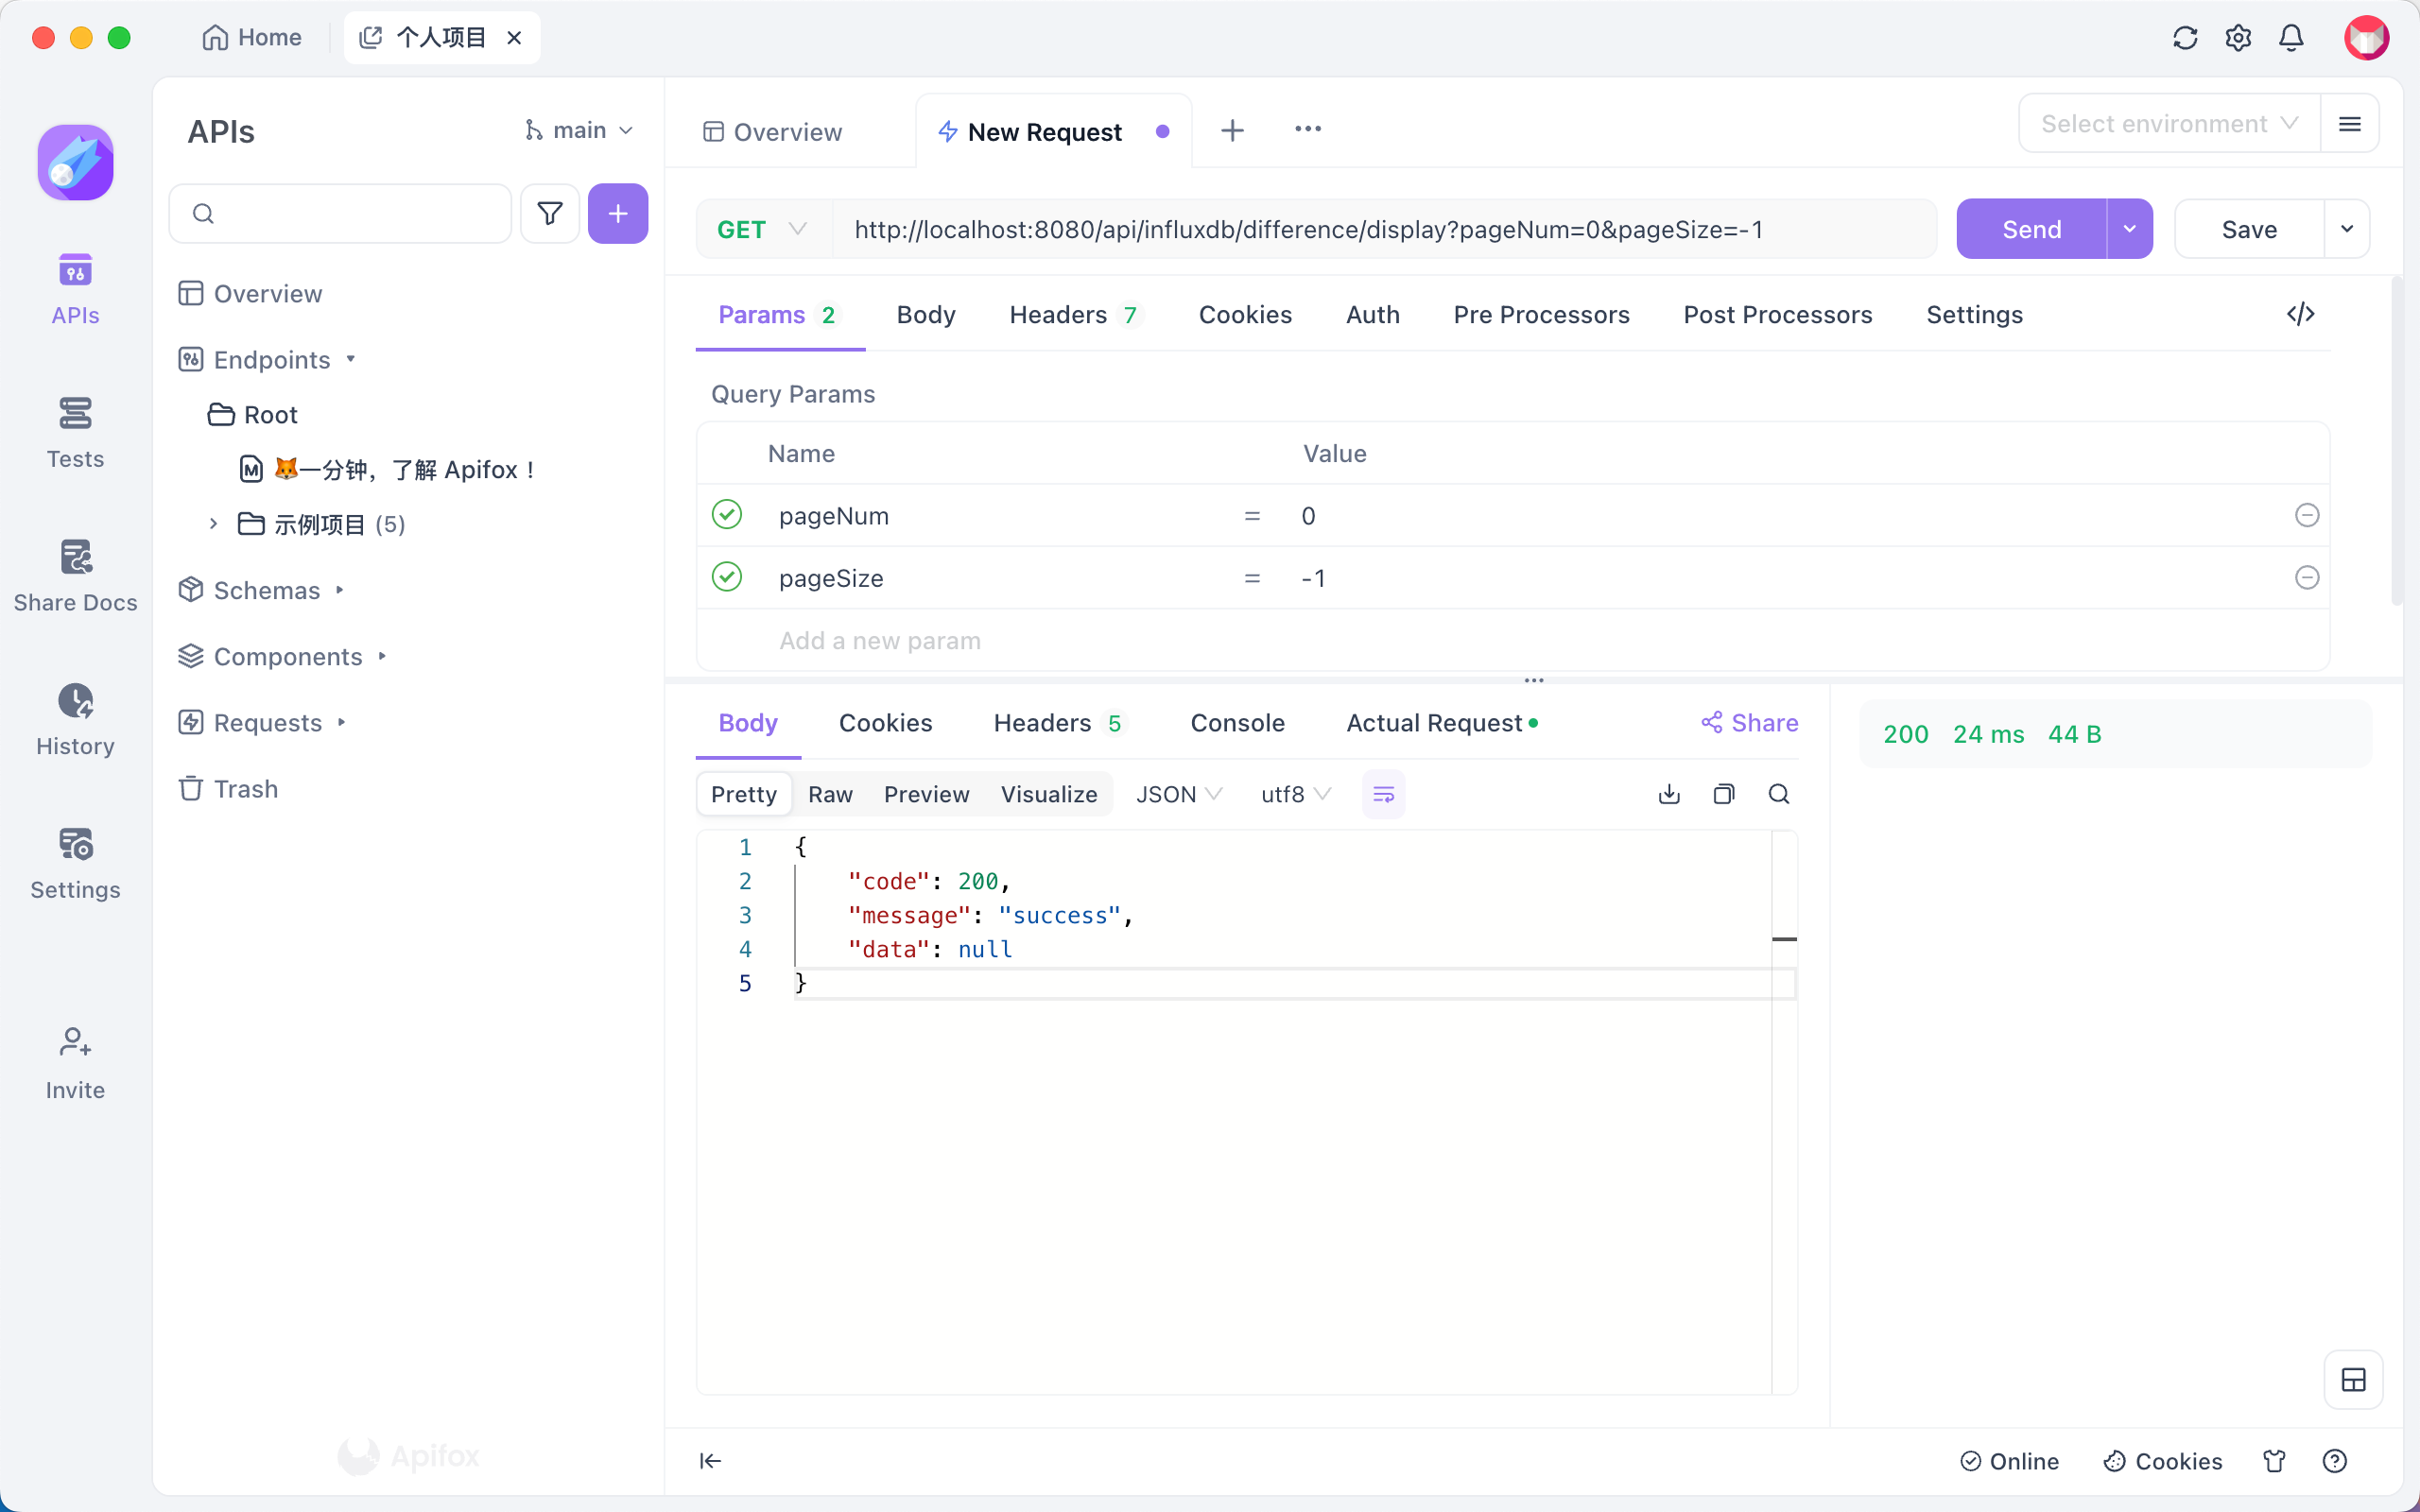 Home
个人项目
APIs
Tests
Share Docs
History
Settings
Invite
APIs
main
Overview
Endpoints
Root
M 🦊一分钟，了解 Apifox！
示例项目 (5)
Schemas
Components
Requests
Trash
Apifox
Overview
New Request
Select environment
GET
http://localhost:8080/api/influxdb/difference/display?pageNum=0&pageSize=-1
Send
Save
Params 2
Body
Headers 7
Cookies
Auth
Pre Processors
Post Processors
Settings
Query Params
Name Value
pageNum = 0
pageSize = -1
Add a new param
Body
Cookies
Headers 5
Console
Actual Request
Share
200 24 ms 44 B
Pretty Raw Preview Visualize JSON utf8
1 {
2 "code": 200,
3 "message": "success",
4 "data": null
5 }
Online
Cookies